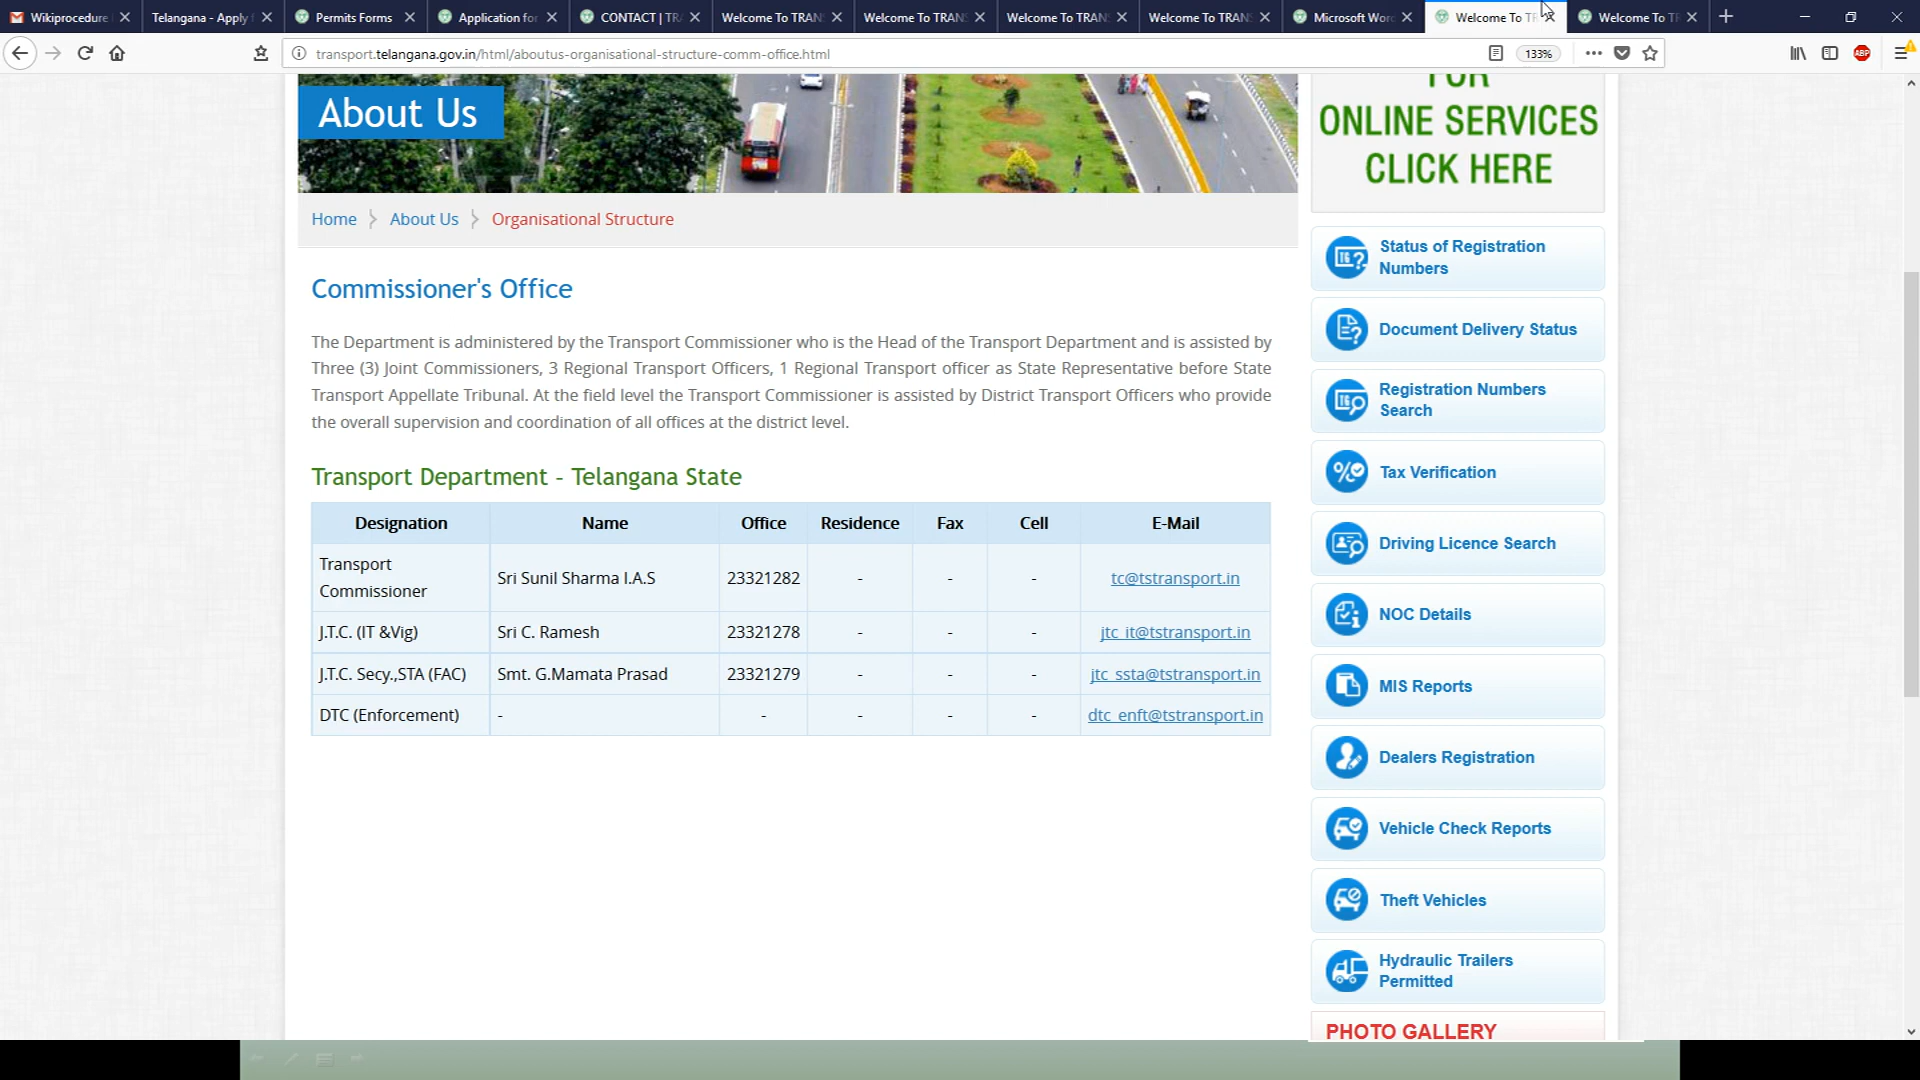 Wikiprocedure
Telangana - Apply f
Permits Forms
Application for
CONTACT | TRA
Welcome To TRANS
Welcome To TRANS
Welcome To TRANS
Welcome To TRANS
Microsoft Word
Welcome To TR
Welcome To TR
transport.telangana.gov.in/html/aboutus-organisational-structure-comm-office.html
133%
ABP
About Us
FOR
ONLINE SERVICES
CLICK HERE
Home About Us Organisational Structure
Commissioner's Office
The Department is administered by the Transport Commissioner who is the Head of the Transport Department and is assisted by
Three (3) Joint Commissioners, 3 Regional Transport Officers, 1 Regional Transport officer as State Representative before State
Transport Appellate Tribunal. At the field level the Transport Commissioner is assisted by District Transport Officers who provide
the overall supervision and coordination of all offices at the district level.
Transport Department - Telangana State
Designation Name Office Residence Fax Cell E-Mail
Transport
Commissioner Sri Sunil Sharma I.A.S 23321282 - - - tc@tstransport.in
J.T.C. (IT &Vig) Sri C. Ramesh 23321278 - - - jtc_it@tstransport.in
J.T.C. Secy.,STA (FAC) Smt. G.Mamata Prasad 23321279 - - - jtc_ssta@tstransport.in
DTC (Enforcement) - - - - - dtc_enft@tstransport.in
Status of Registration
Numbers
Document Delivery Status
Registration Numbers
Search
Tax Verification
Driving Licence Search
NOC Details
MIS Reports
Dealers Registration
Vehicle Check Reports
Theft Vehicles
Hydraulic Trailers
Permitted
PHOTO GALLERY